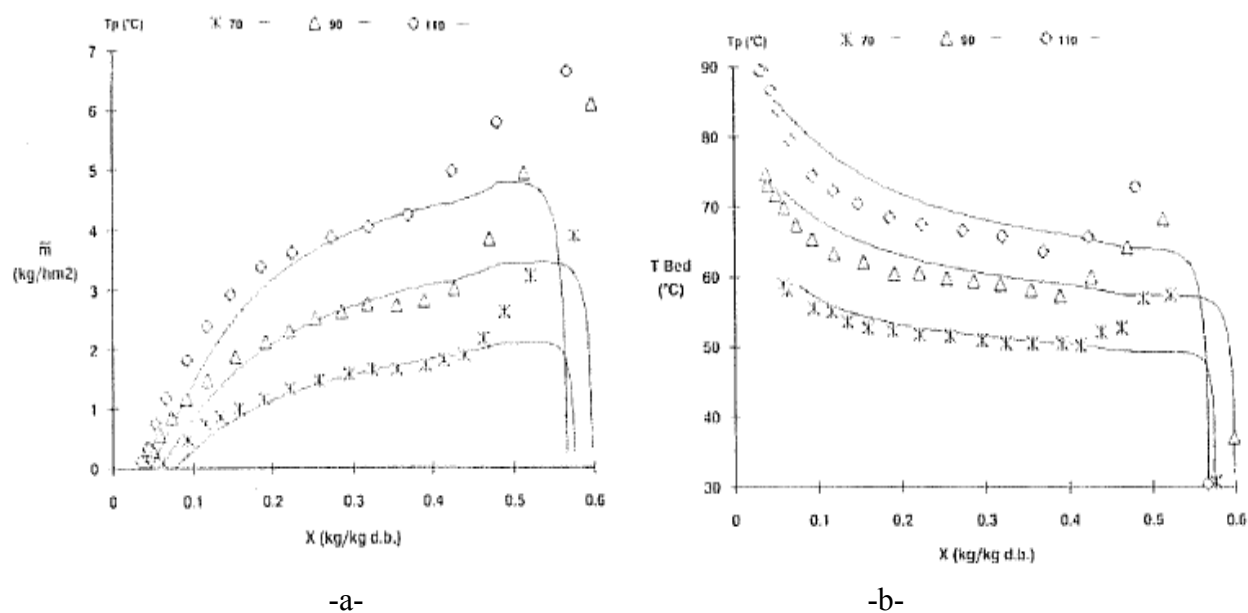 Tp (°C) 70 — 90 — 110 —
7
6
5
4
3
2
1
0
m̃
(kg/hm2)
0 0.1 0.2 0.3 0.4 0.5 0.6
X (kg/kg d.b.)
-a-
Tp (°C) 70 — 90 — 110 —
90
80
70
60
50
40
30
T Bed
(°C)
0 0.1 0.2 0.3 0.4 0.5 0.6
X (kg/kg d.b.)
-b-